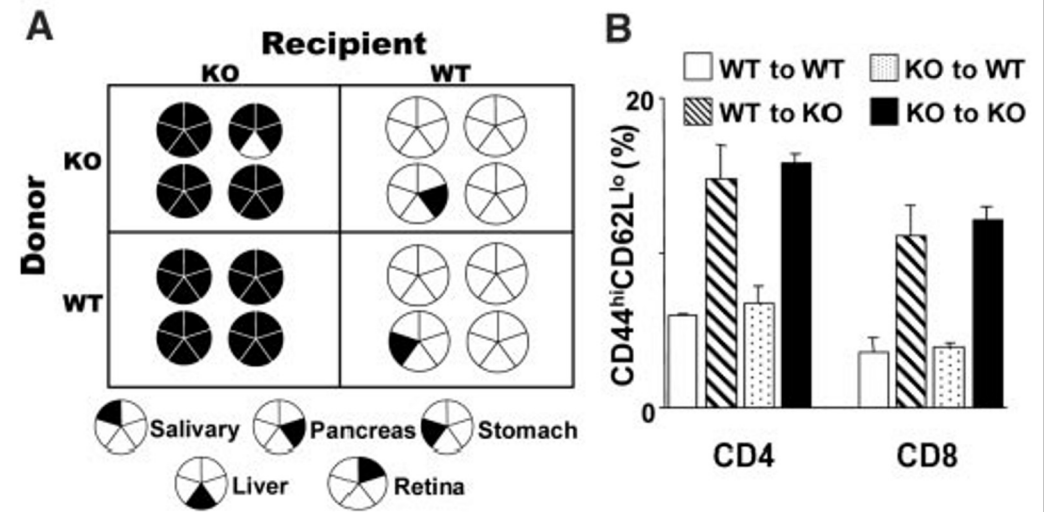 A
Recipient
KO WT
Donor
KO
WT
Salivary Pancreas Stomach
Liver Retina
B
WT to WT KO to WT
WT to KO KO to KO
CD44hiCD62Llo (%)
20
0
CD4 CD8